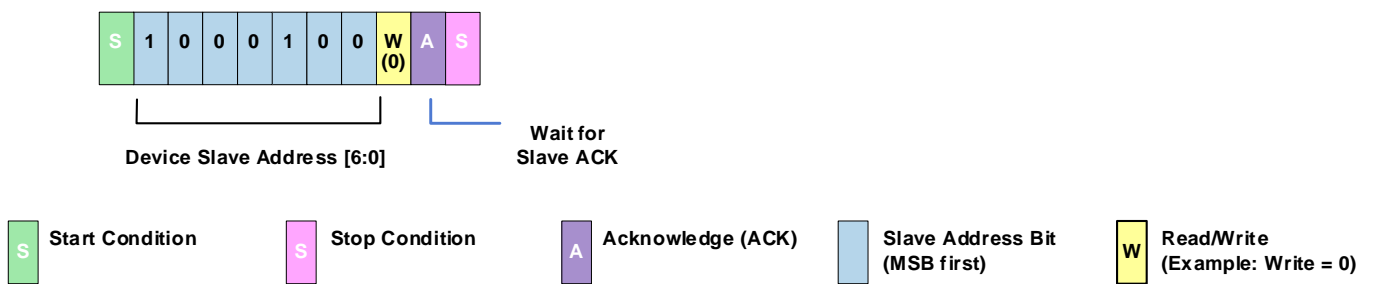 S 1 0 0 0 1 0 0 W A S
(0)
Wait for
Slave ACK
Device Slave Address [6:0]
S Start Condition S Stop Condition A Acknowledge (ACK) Slave Address Bit W Read/Write
(MSB first) (Example: Write = 0)